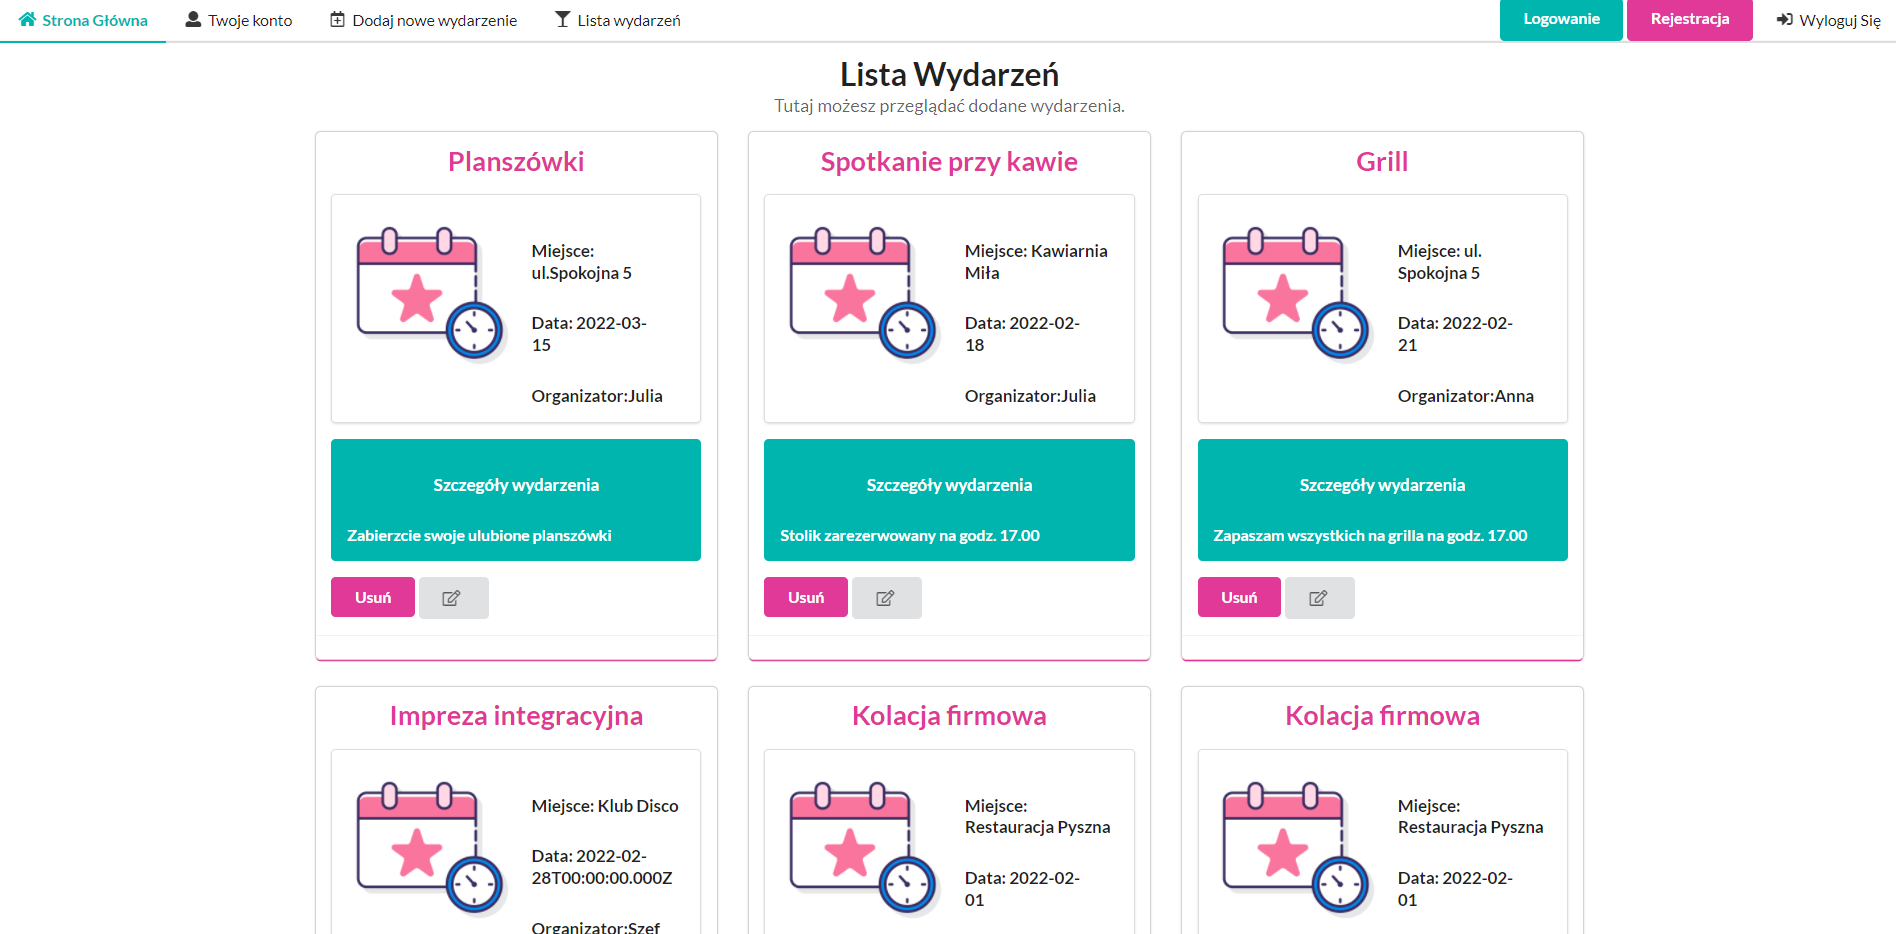 Strona Główna
Twoje konto
Dodaj nowe wydarzenie
Lista wydarzeń
Logowanie
Rejestracja
Wyloguj Się
Lista Wydarzeń
Tutaj możesz przeglądać dodane wydarzenia.
Planszówki
Miejsce:
ul.Spokojna 5
Data: 2022-03-
15
Organizator:Julia
Szczegóły wydarzenia
Zabierzcie swoje ulubione planszówki
Usuń
Spotkanie przy kawie
Miejsce: Kawiarnia
Miła
Data: 2022-02-
18
Organizator:Julia
Szczegóły wydarzenia
Stolik zarezerwowany na godz. 17.00
Usuń
Grill
Miejsce: ul.
Spokojna 5
Data: 2022-02-
21
Organizator:Anna
Szczegóły wydarzenia
Zapaszam wszystkich na grilla na godz. 17.00
Usuń
Impreza integracyjna
Miejsce: Klub Disco
Data: 2022-02-
28T00:00:00.000Z
Organizator:Szef
Kolacja firmowa
Miejsce:
Restauracja Pyszna
Data: 2022-02-
01
Kolacja firmowa
Miejsce:
Restauracja Pyszna
Data: 2022-02-
01